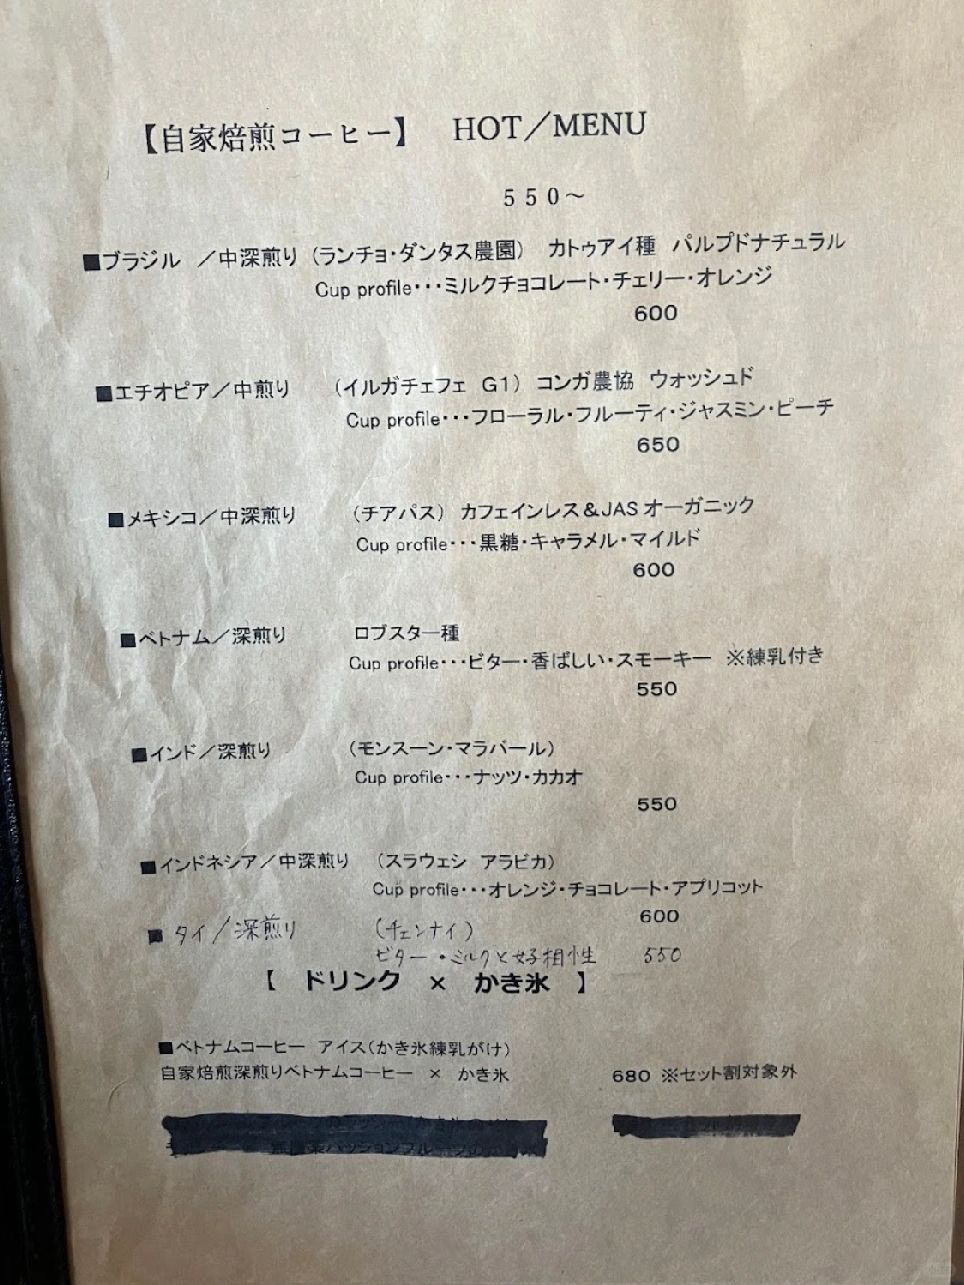 【自家焙煎コーヒー】　HOT／MENU
５５０～
■ブラジル　／中深煎り（ランチョ・ダンタス農園）　カトゥアイ種　パルプドナチュラル
Cup profile・・・ミルクチョコレート・チェリー・オレンジ
600
■エチオピア／中煎り　（イルガチェフェ　G1）　コンガ農協　ウォッシュド
Cup profile・・・フローラル・フルーティ・ジャスミン・ピーチ
650
■メキシコ／中深煎り　（チアパス）　カフェインレス＆JASオーガニック
Cup profile・・・黒糖・キャラメル・マイルド
600
■ベトナム／深煎り　ロブスター種
Cup profile・・・ビター・香ばしい・スモーキー　※練乳付き
550
■インド／深煎り　（モンスーン・マラバール）
Cup profile・・・ナッツ・カカオ
550
■インドネシア／中深煎り　（スラウェシ　アラビカ）
Cup profile・・・オレンジ・チョコレート・アプリコット
600
■タイ／深煎り　（チェンナイ）
ビター・ミルクと好相性　550
【　ドリンク　×　かき氷　】
■ベトナムコーヒー　アイス（かき氷練乳がけ）
自家焙煎深煎りベトナムコーヒー　×　かき氷　680　※セット割対象外